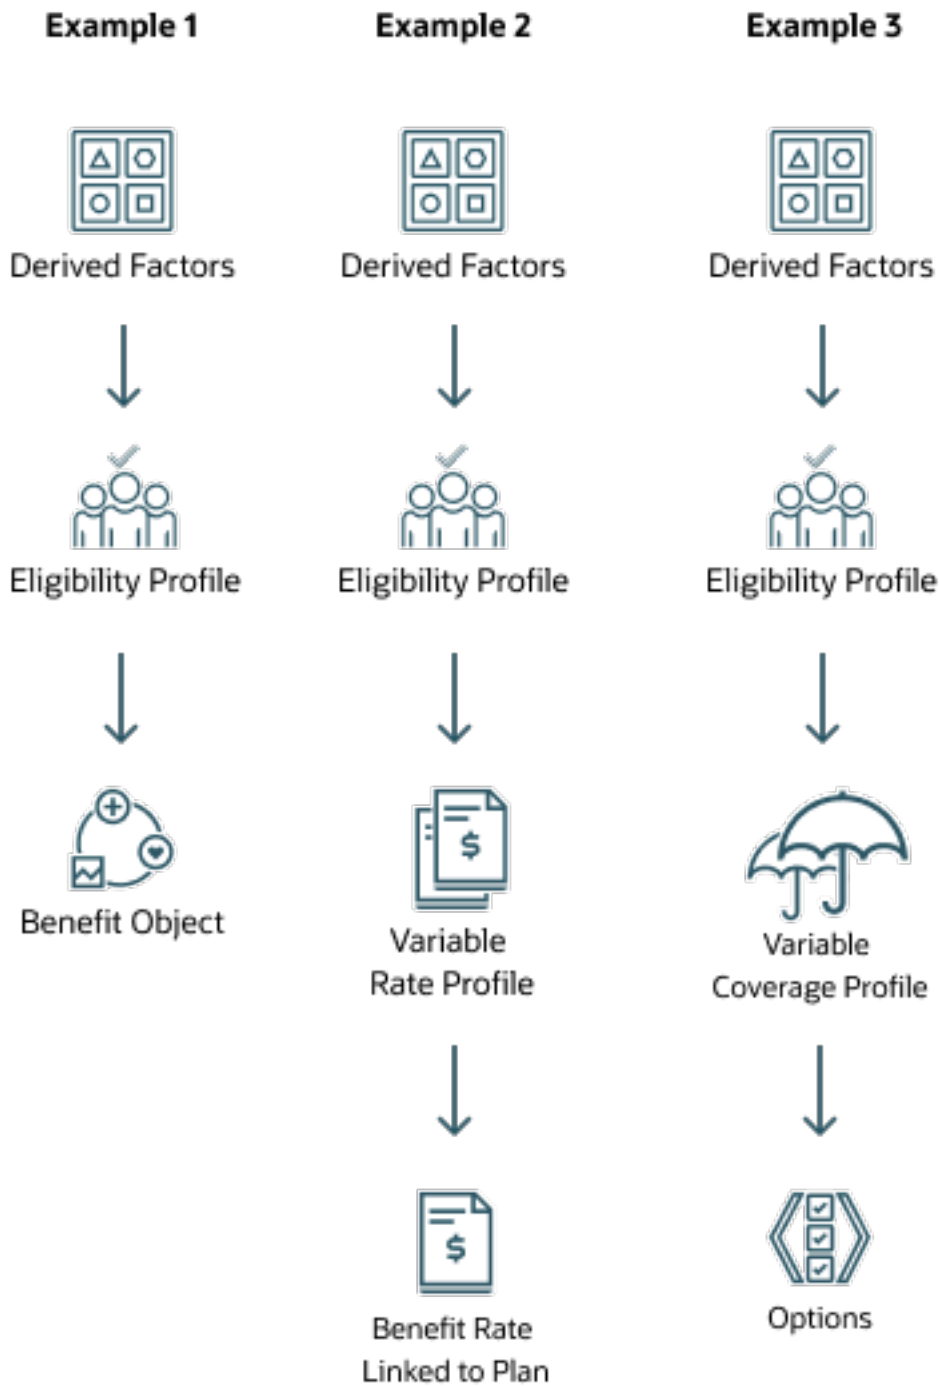 Example 1
Example 2
Example 3
Derived Factors
Derived Factors
Derived Factors
Eligibility Profile
Eligibility Profile
Eligibility Profile
Benefit Object
Variable
Rate Profile
Variable
Coverage Profile
Benefit Rate
Linked to Plan
Options